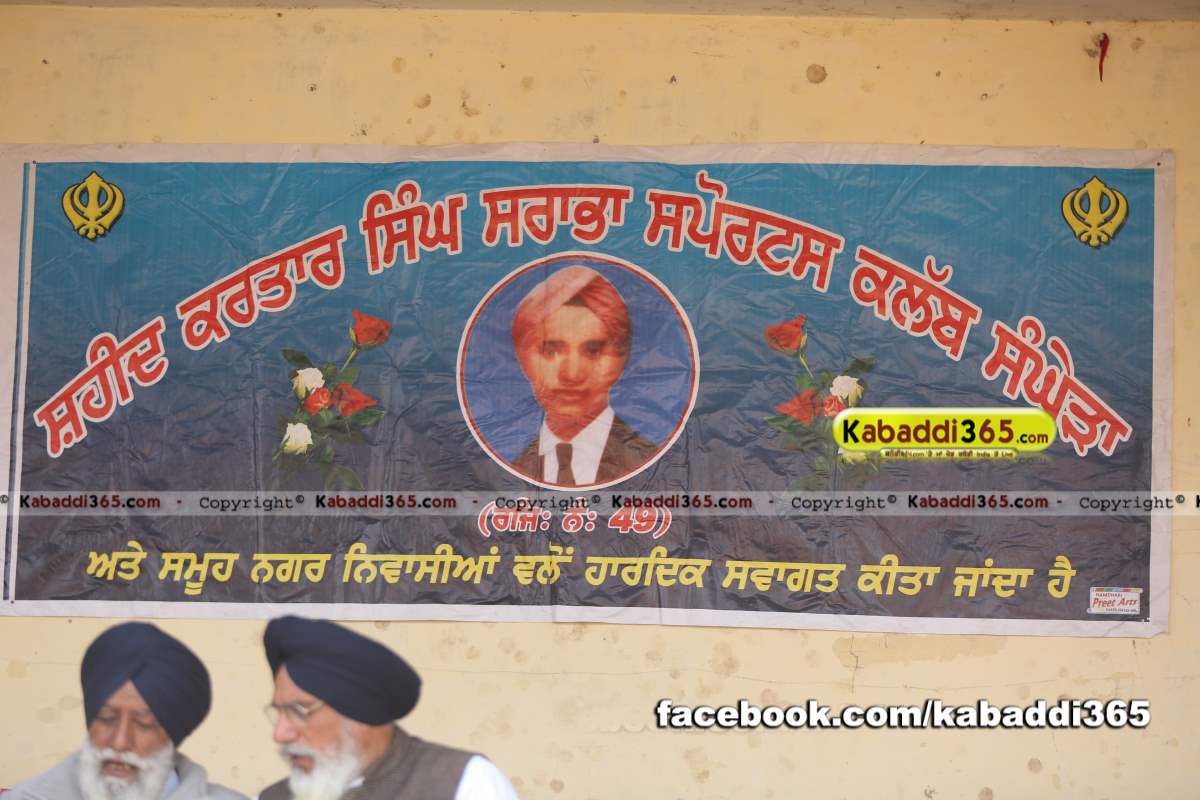 ਸ਼ਹੀਦ ਕਰਤਾਰ ਸਿੰਘ ਸਰਾਭਾ ਸਪੋਰਟਸ ਕਲੱਬ ਸੰਘੇੜਾ
Kabaddi365.com
© Kabaddi365.com - Copyright© Kabaddi365.com - Copyright© Kabaddi365.com - Copyright© Kabaddi365.com - Copyright©
(ਰਜਿ: ਨੰ: 49)
ਅਤੇ ਸਮੂਹ ਨਗਰ ਨਿਵਾਸੀਆਂ ਵਲੋਂ ਹਾਰਦਿਕ ਸਵਾਗਤ ਕੀਤਾ ਜਾਂਦਾ ਹੈ
NAMDHARI
Preet Arts
facebook.com/kabaddi365